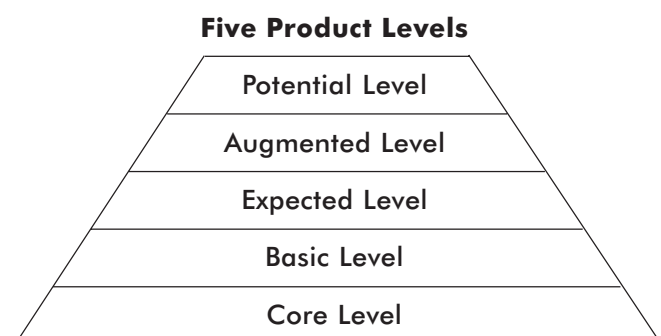 Five Product Levels
Potential Level
Augmented Level
Expected Level
Basic Level
Core Level